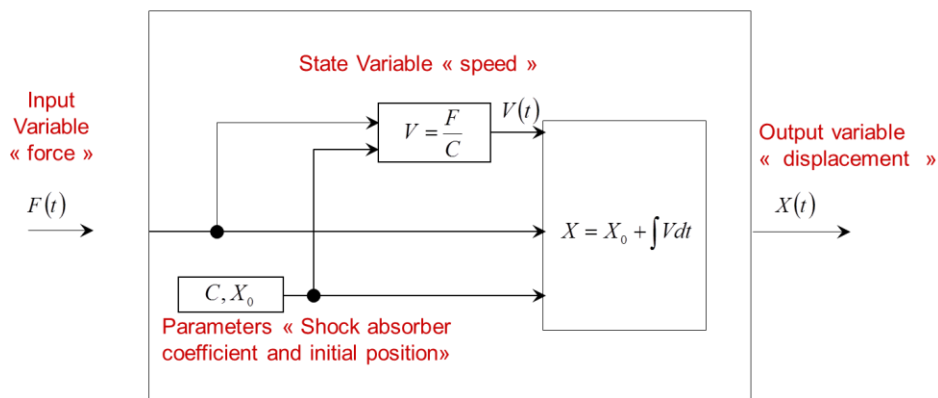 State Variable « speed »
Input
Variable
« force »
F(t)
V = F/C
V(t)
Output variable
« displacement »
X(t)
X = X₀ + ∫Vdt
C, X₀
Parameters « Shock absorber
coefficient and initial position»